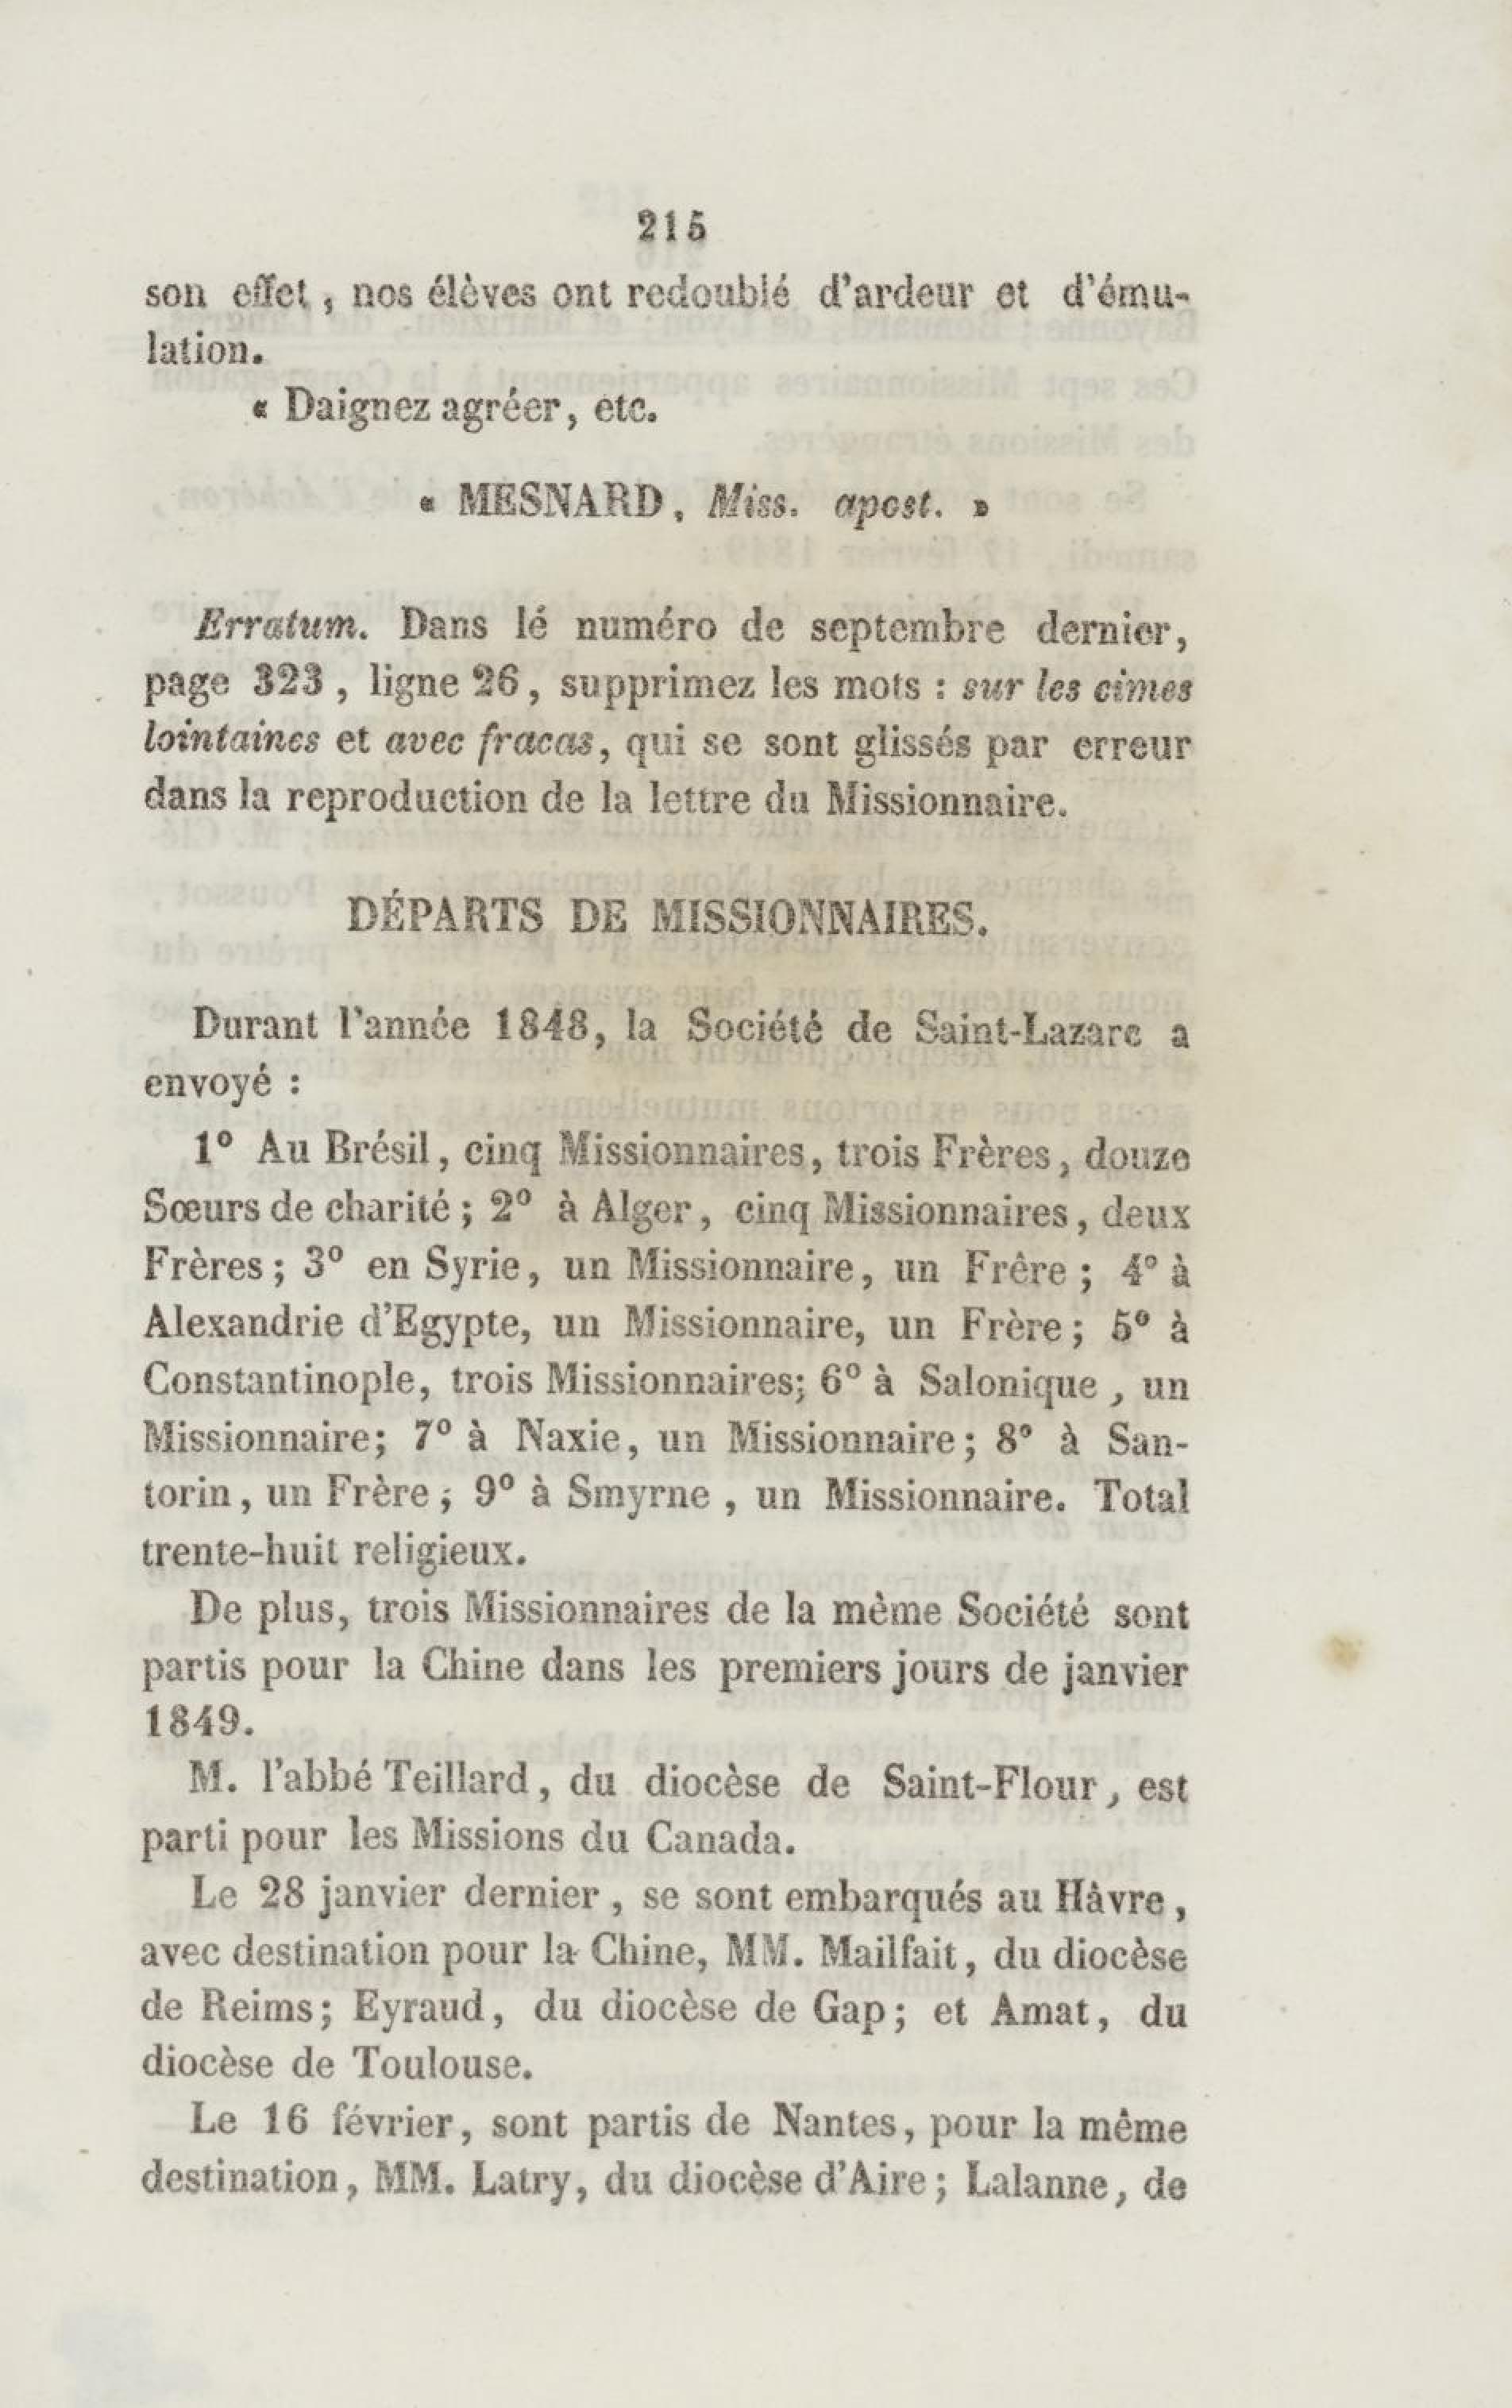 215
son effet, nos élèves ont redoublé d'ardeur et d'ému-
lation.
« Daignez agréer, etc.
« MESNARD, Miss. apost. »
Erratum. Dans lé numéro de septembre dernier,
page 323, ligne 26, supprimez les mots : sur les cimes
lointaines et avec fracas, qui se sont glissés par erreur
dans la reproduction de la lettre du Missionnaire.
DÉPARTS DE MISSIONNAIRES.
Durant l'année 1848, la Société de Saint-Lazare a
envoyé :
1° Au Brésil, cinq Missionnaires, trois Frères, douze
Sœurs de charité ; 2° à Alger, cinq Missionnaires, deux
Frères ; 3° en Syrie, un Missionnaire, un Frère ; 4° à
Alexandrie d'Egypte, un Missionnaire, un Frère ; 5° à
Constantinople, trois Missionnaires; 6° à Salonique, un
Missionnaire; 7° à Naxie, un Missionnaire ; 8° à San-
torin, un Frère ; 9° à Smyrne, un Missionnaire. Total
trente-huit religieux.
De plus, trois Missionnaires de la mème Société sont
partis pour la Chine dans les premiers jours de janvier
1849.
M. l'abbé Teillard, du diocèse de Saint-Flour, est
parti pour les Missions du Canada.
Le 28 janvier dernier, se sont embarqués au Hâvre,
avec destination pour la Chine, MM. Mailfait, du diocèse
de Reims; Eyraud, du diocèse de Gap; et Amat, du
diocèse de Toulouse.
Le 16 février, sont partis de Nantes, pour la même
destination, MM. Latry, du diocèse d'Aire ; Lalanne, de